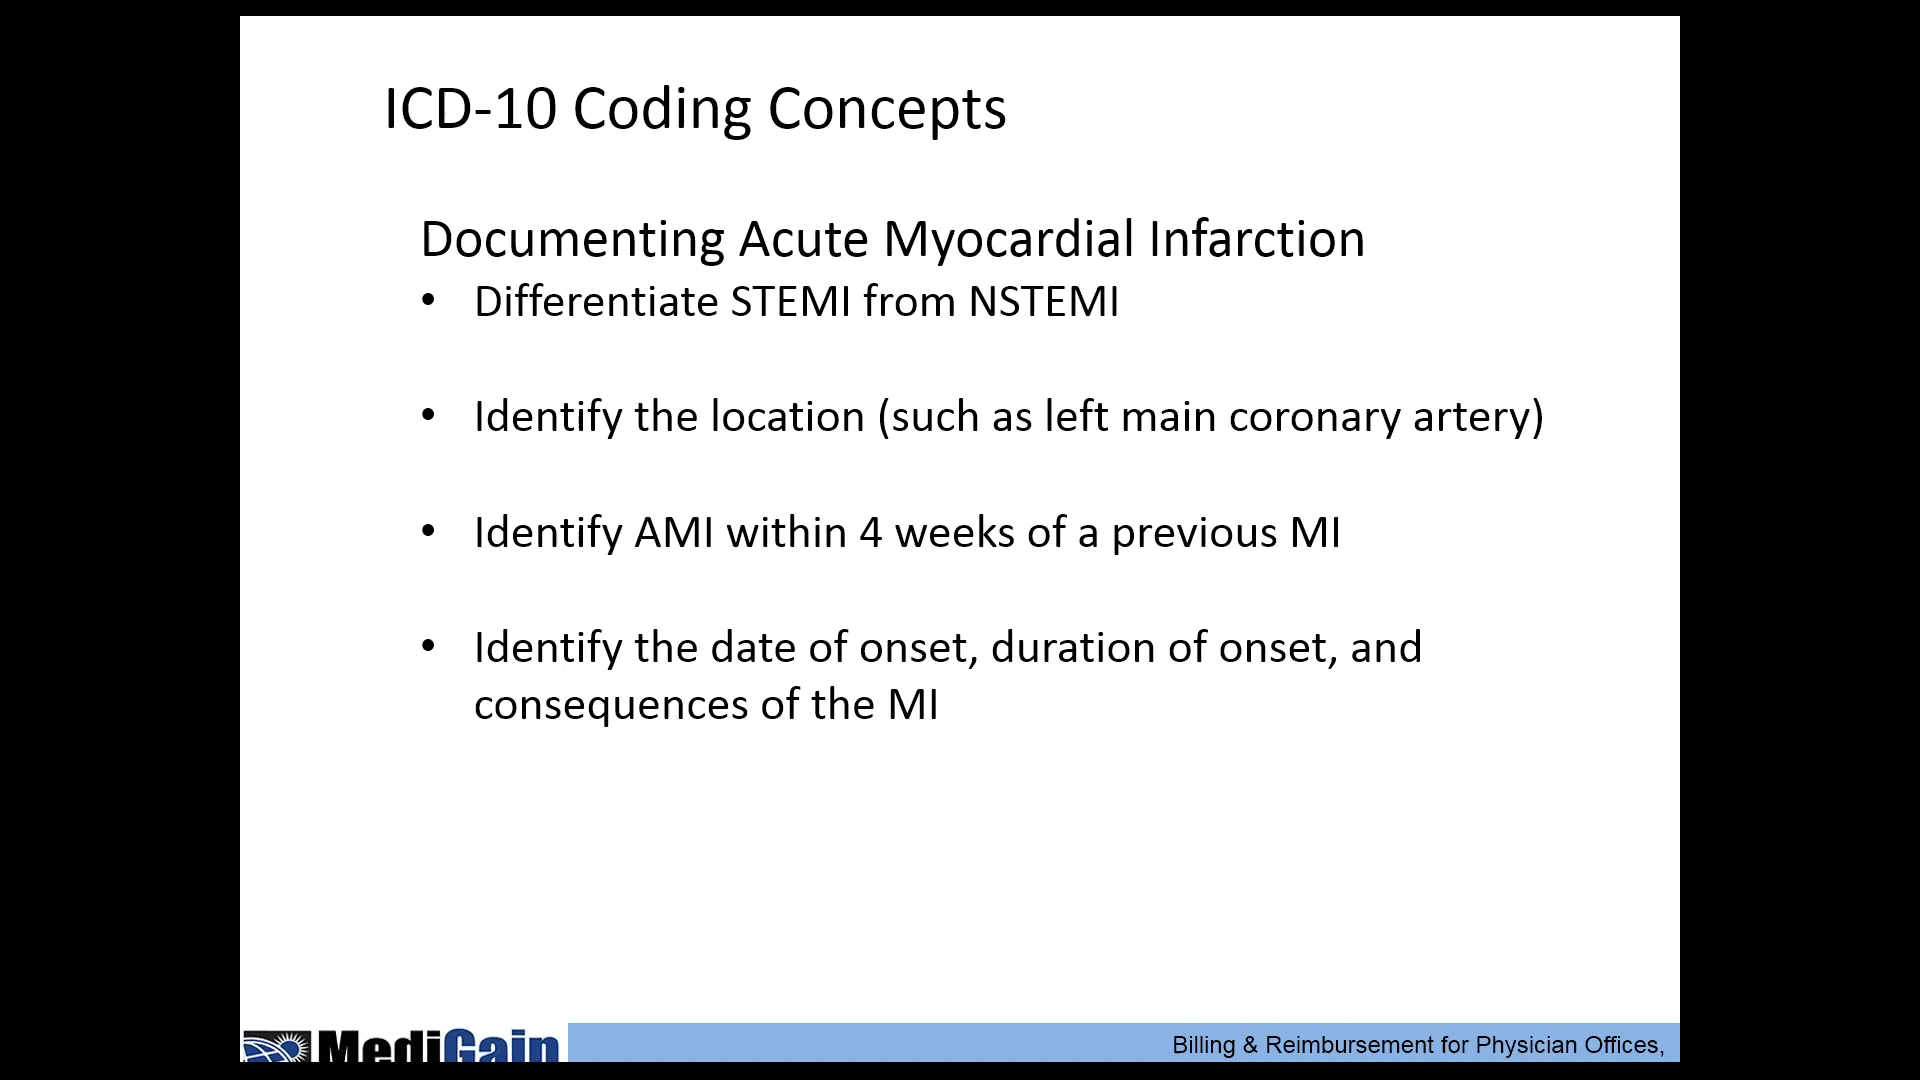 ICD-10 Coding Concepts
Documenting Acute Myocardial Infarction
• Differentiate STEMI from NSTEMI
• Identify the location (such as left main coronary artery)
• Identify AMI within 4 weeks of a previous MI
• Identify the date of onset, duration of onset, and
consequences of the MI
MediGain
Billing & Reimbursement for Physician Offices,